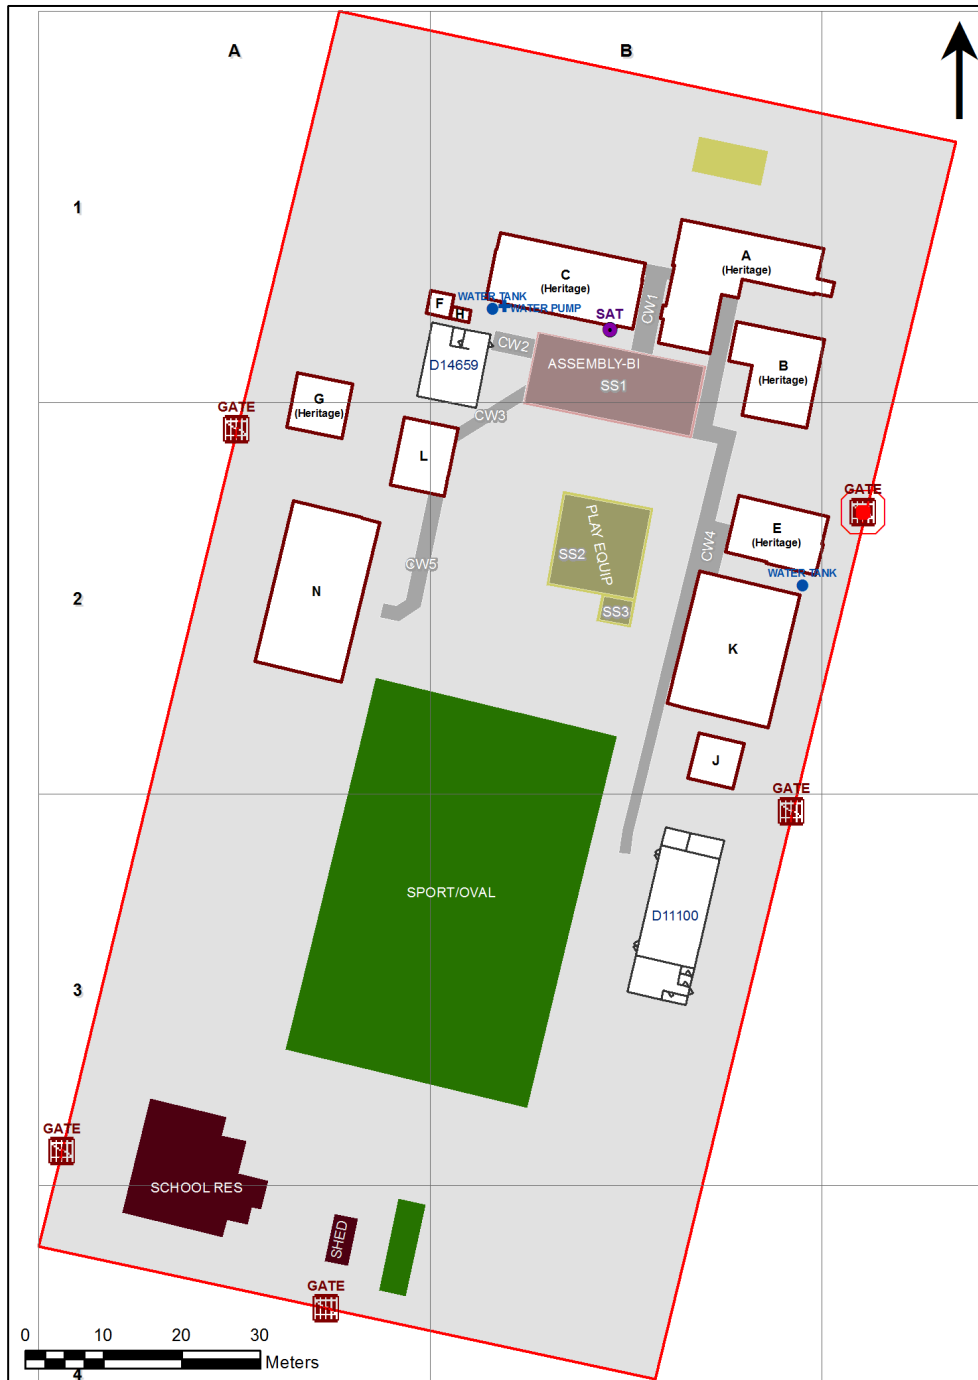 A
B
1
A
(Heritage)
C
(Heritage)
WATER TANK
WATER PUMP
F
H
CW1
SAT
CW2
D14659
ASSEMBLY-BI
SS1
B
(Heritage)
G
(Heritage)
GATE
CW3
L
GATE
PLAY EQUIP
SS2
E
(Heritage)
CW4
CW5
WATER TANK
2
N
SS3
K
J
GATE
SPORT/OVAL
D11100
3
GATE
SCHOOL RES
SHED
GATE
0 10 20 30
Meters
4